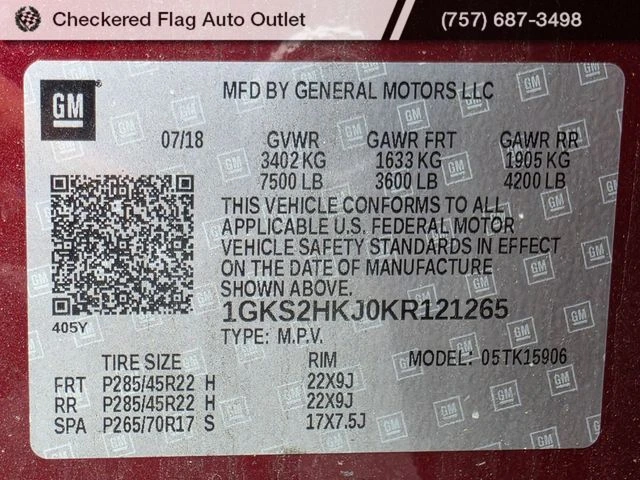 Checkered Flag Auto Outlet
(757) 687-3498
GM
MFD BY GENERAL MOTORS LLC
07/18 GVWR GAWR FRT GAWR RR
3402 KG 1633 KG 1905 KG
7500 LB 3600 LB 4200 LB
THIS VEHICLE CONFORMS TO ALL
APPLICABLE U.S. FEDERAL MOTOR
VEHICLE SAFETY STANDARDS IN EFFECT
ON THE DATE OF MANUFACTURE
SHOWN ABOVE.
405Y
1GKS2HKJ0KR121265
TYPE: M.P.V.
TIRE SIZE RIM MODEL: 05TK15906
FRT P285/45R22 H 22X9J
RR P285/45R22 H 22X9J
SPA P265/70R17 S 17X7.5J